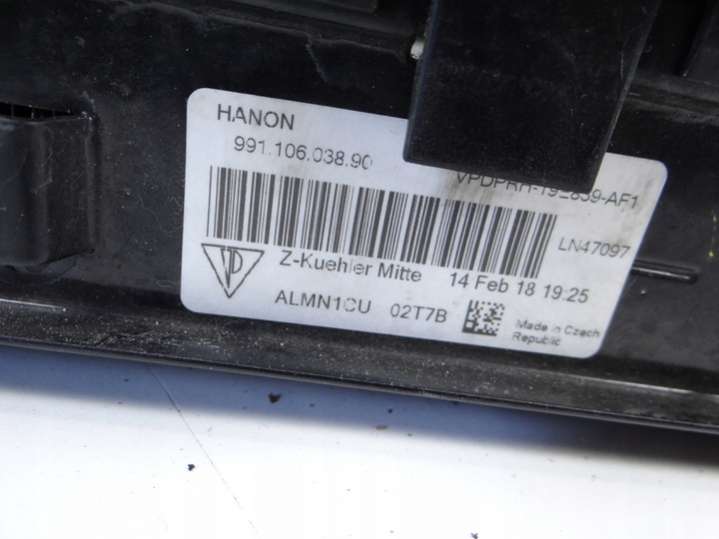 HANON
991.106.038.90
LN47097
Z-Kuehler Mitte 14 Feb 18 19:25
ALMN1CU 02T7B Made in Czech Republic